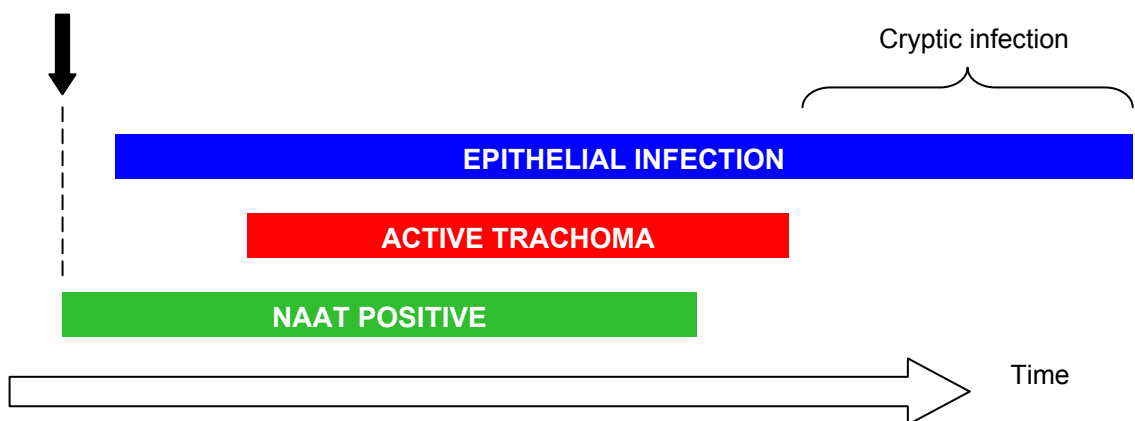 Cryptic infection
EPITHELIAL INFECTION
ACTIVE TRACHOMA
NAAT POSITIVE
Time